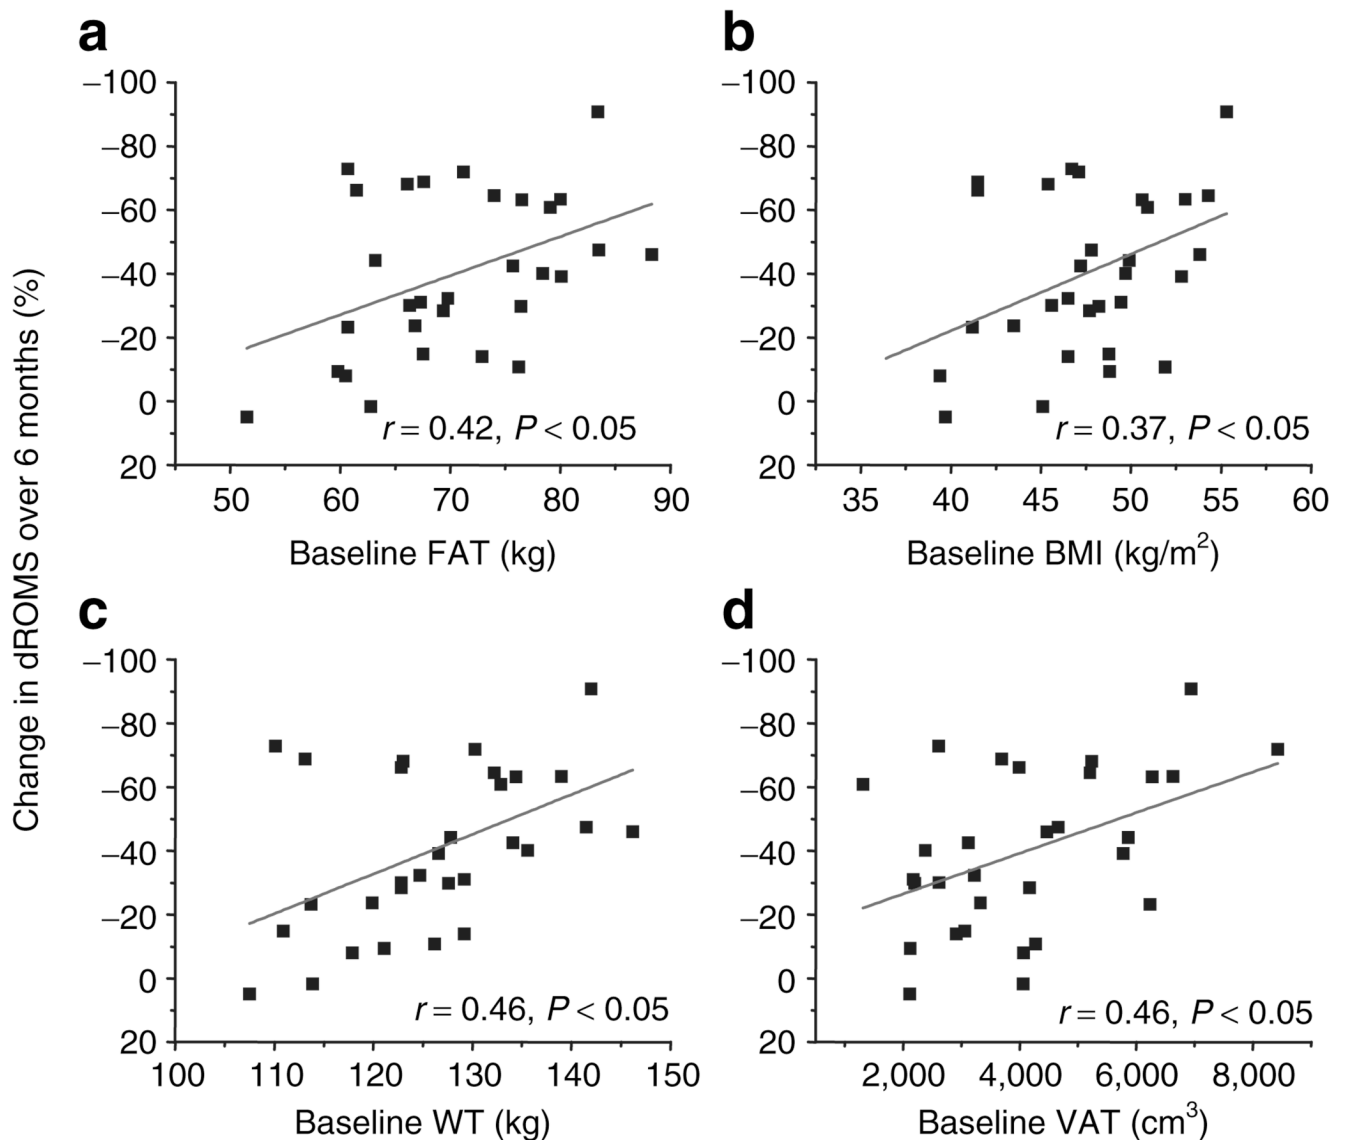 a
−100
−80
−60
−40
−20
0
20
50 60 70 80 90
r = 0.42, P < 0.05
Baseline FAT (kg)
b
−100
−80
−60
−40
−20
0
20
35 40 45 50 55 60
r = 0.37, P < 0.05
Baseline BMI (kg/m²)
Change in dROMS over 6 months (%)
c
−100
−80
−60
−40
−20
0
20
100 110 120 130 140 150
r = 0.46, P < 0.05
Baseline WT (kg)
d
−100
−80
−60
−40
−20
0
20
2,000 4,000 6,000 8,000
r = 0.46, P < 0.05
Baseline VAT (cm³)